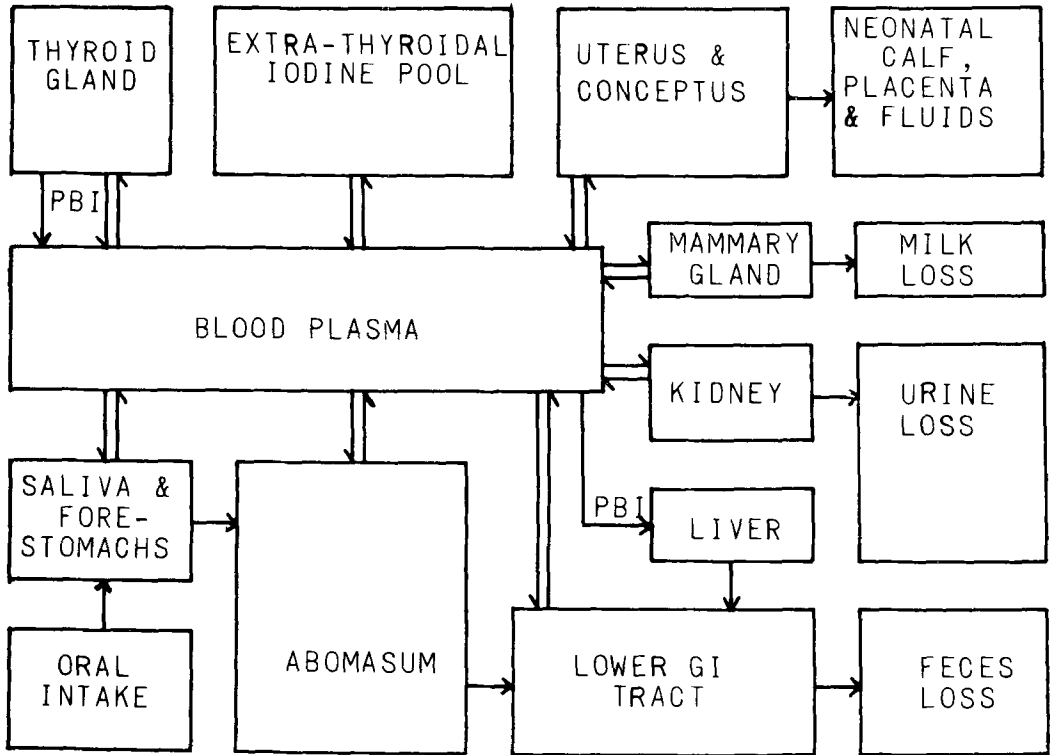 THYROID
GLAND
EXTRA-THYROIDAL
IODINE POOL
UTERUS &
CONCEPTUS
NEONATAL
CALF,
PLACENTA
& FLUIDS
PBI
MAMMARY
GLAND
MILK
LOSS
BLOOD PLASMA
KIDNEY
URINE
LOSS
SALIVA &
FORE-
STOMACHS
PBI
LIVER
ORAL
INTAKE
ABOMASUM
LOWER GI
TRACT
FECES
LOSS